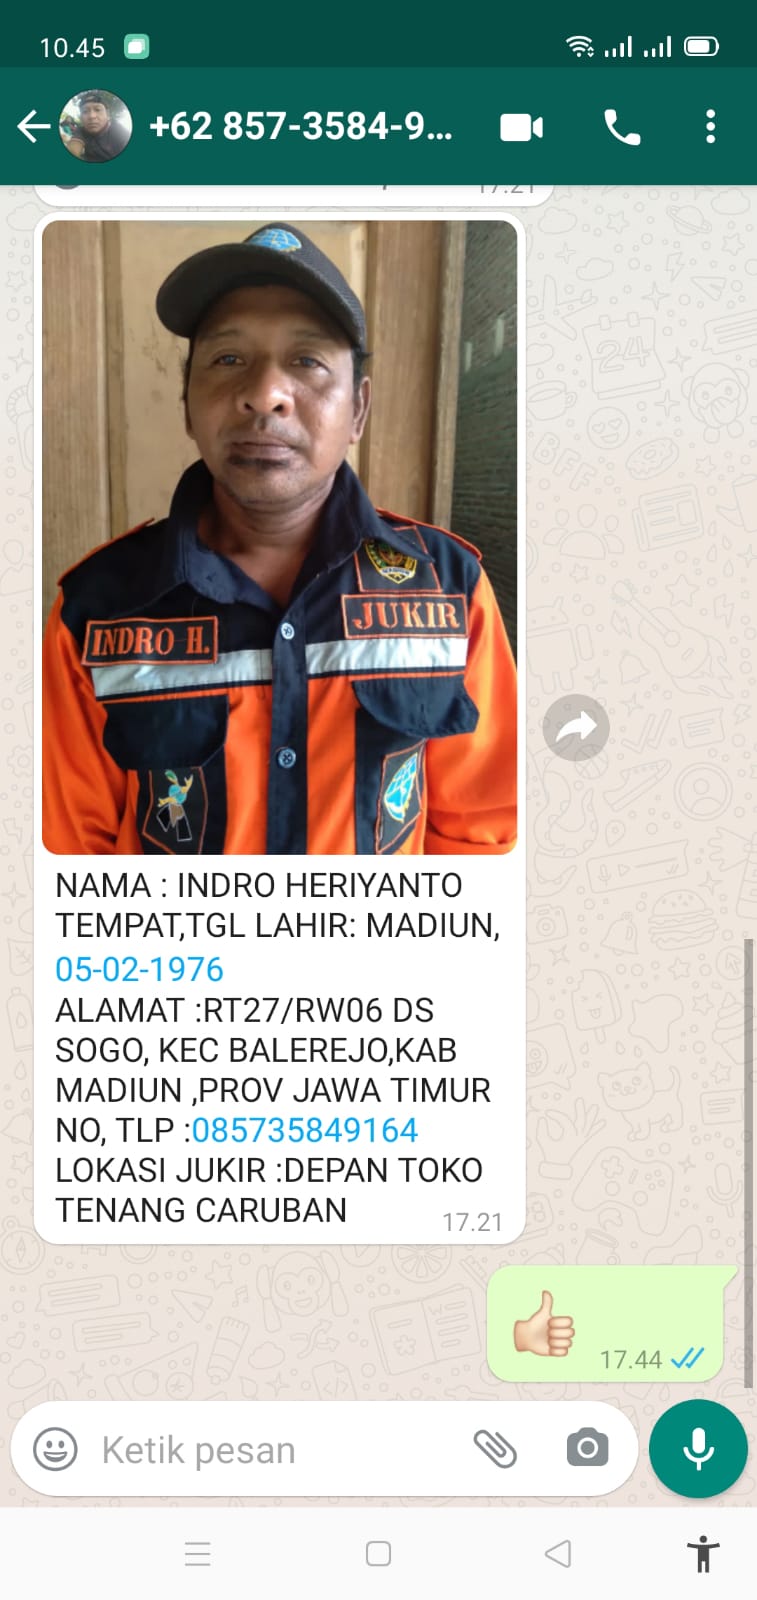 10.45
+62 857-3584-9...
17.21
INDRO H.
JUKIR
NAMA : INDRO HERIYANTO
TEMPAT,TGL LAHIR: MADIUN,
05-02-1976
ALAMAT :RT27/RW06 DS
SOGO, KEC BALEREJO,KAB
MADIUN ,PROV JAWA TIMUR
NO, TLP :085735849164
LOKASI JUKIR :DEPAN TOKO
TENANG CARUBAN
17.21
17.44
Ketik pesan